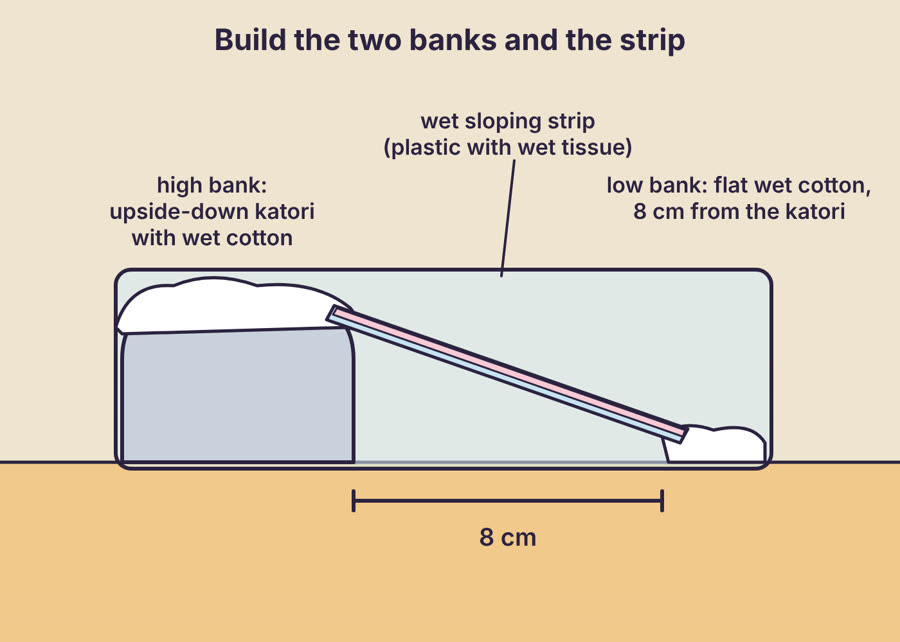 Build the two banks and the strip
wet sloping strip
(plastic with wet tissue)
high bank:
upside-down katori
with wet cotton
low bank: flat wet cotton,
8 cm from the katori
8 cm